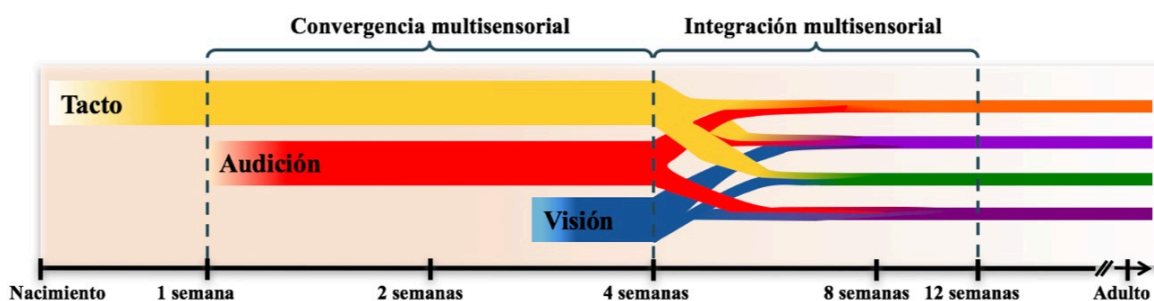 Convergencia multisensorial
Integración multisensorial
Tacto
Audición
Visión
Nacimiento
1 semana
2 semanas
4 semanas
8 semanas
12 semanas
Adulto